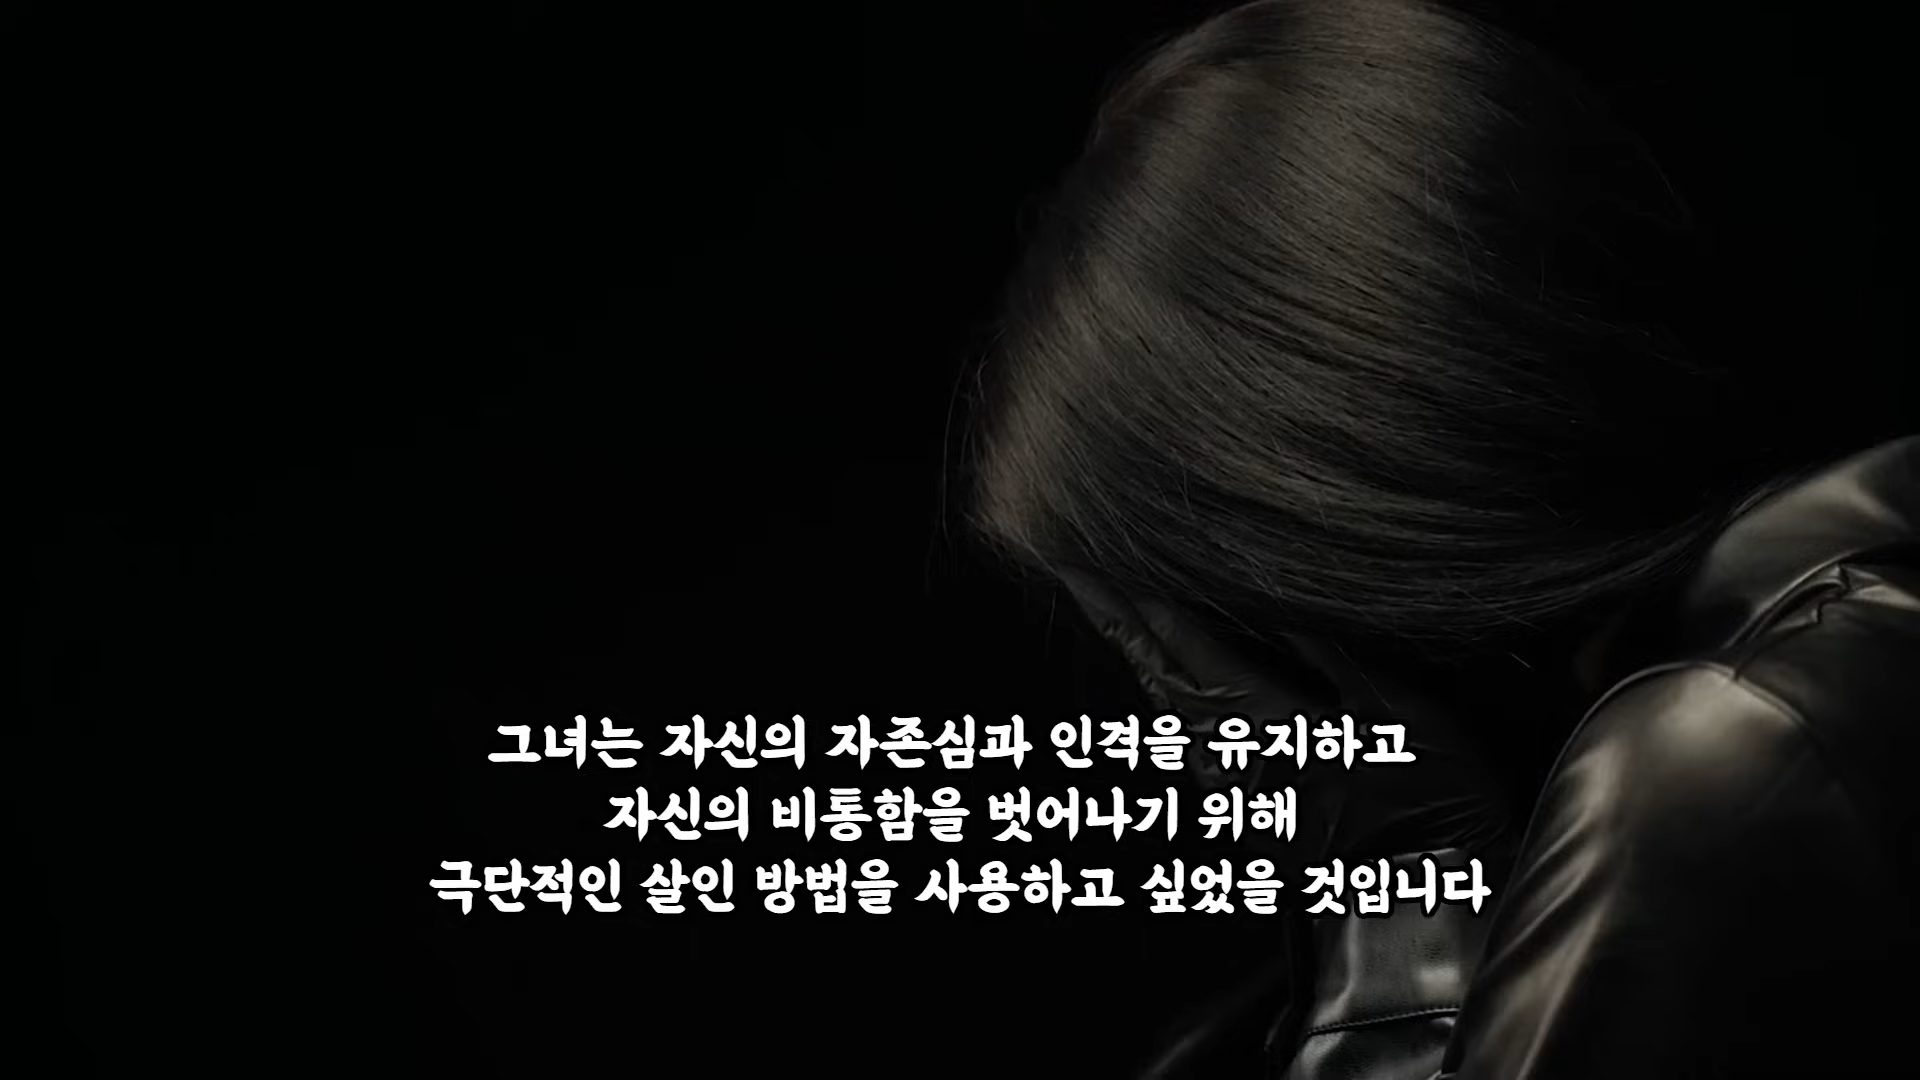 그녀는 자신의 자존심과 인격을 유지하고
자신의 비통함을 벗어나기 위해
극단적인 살인 방법을 사용하고 싶었을 것입니다